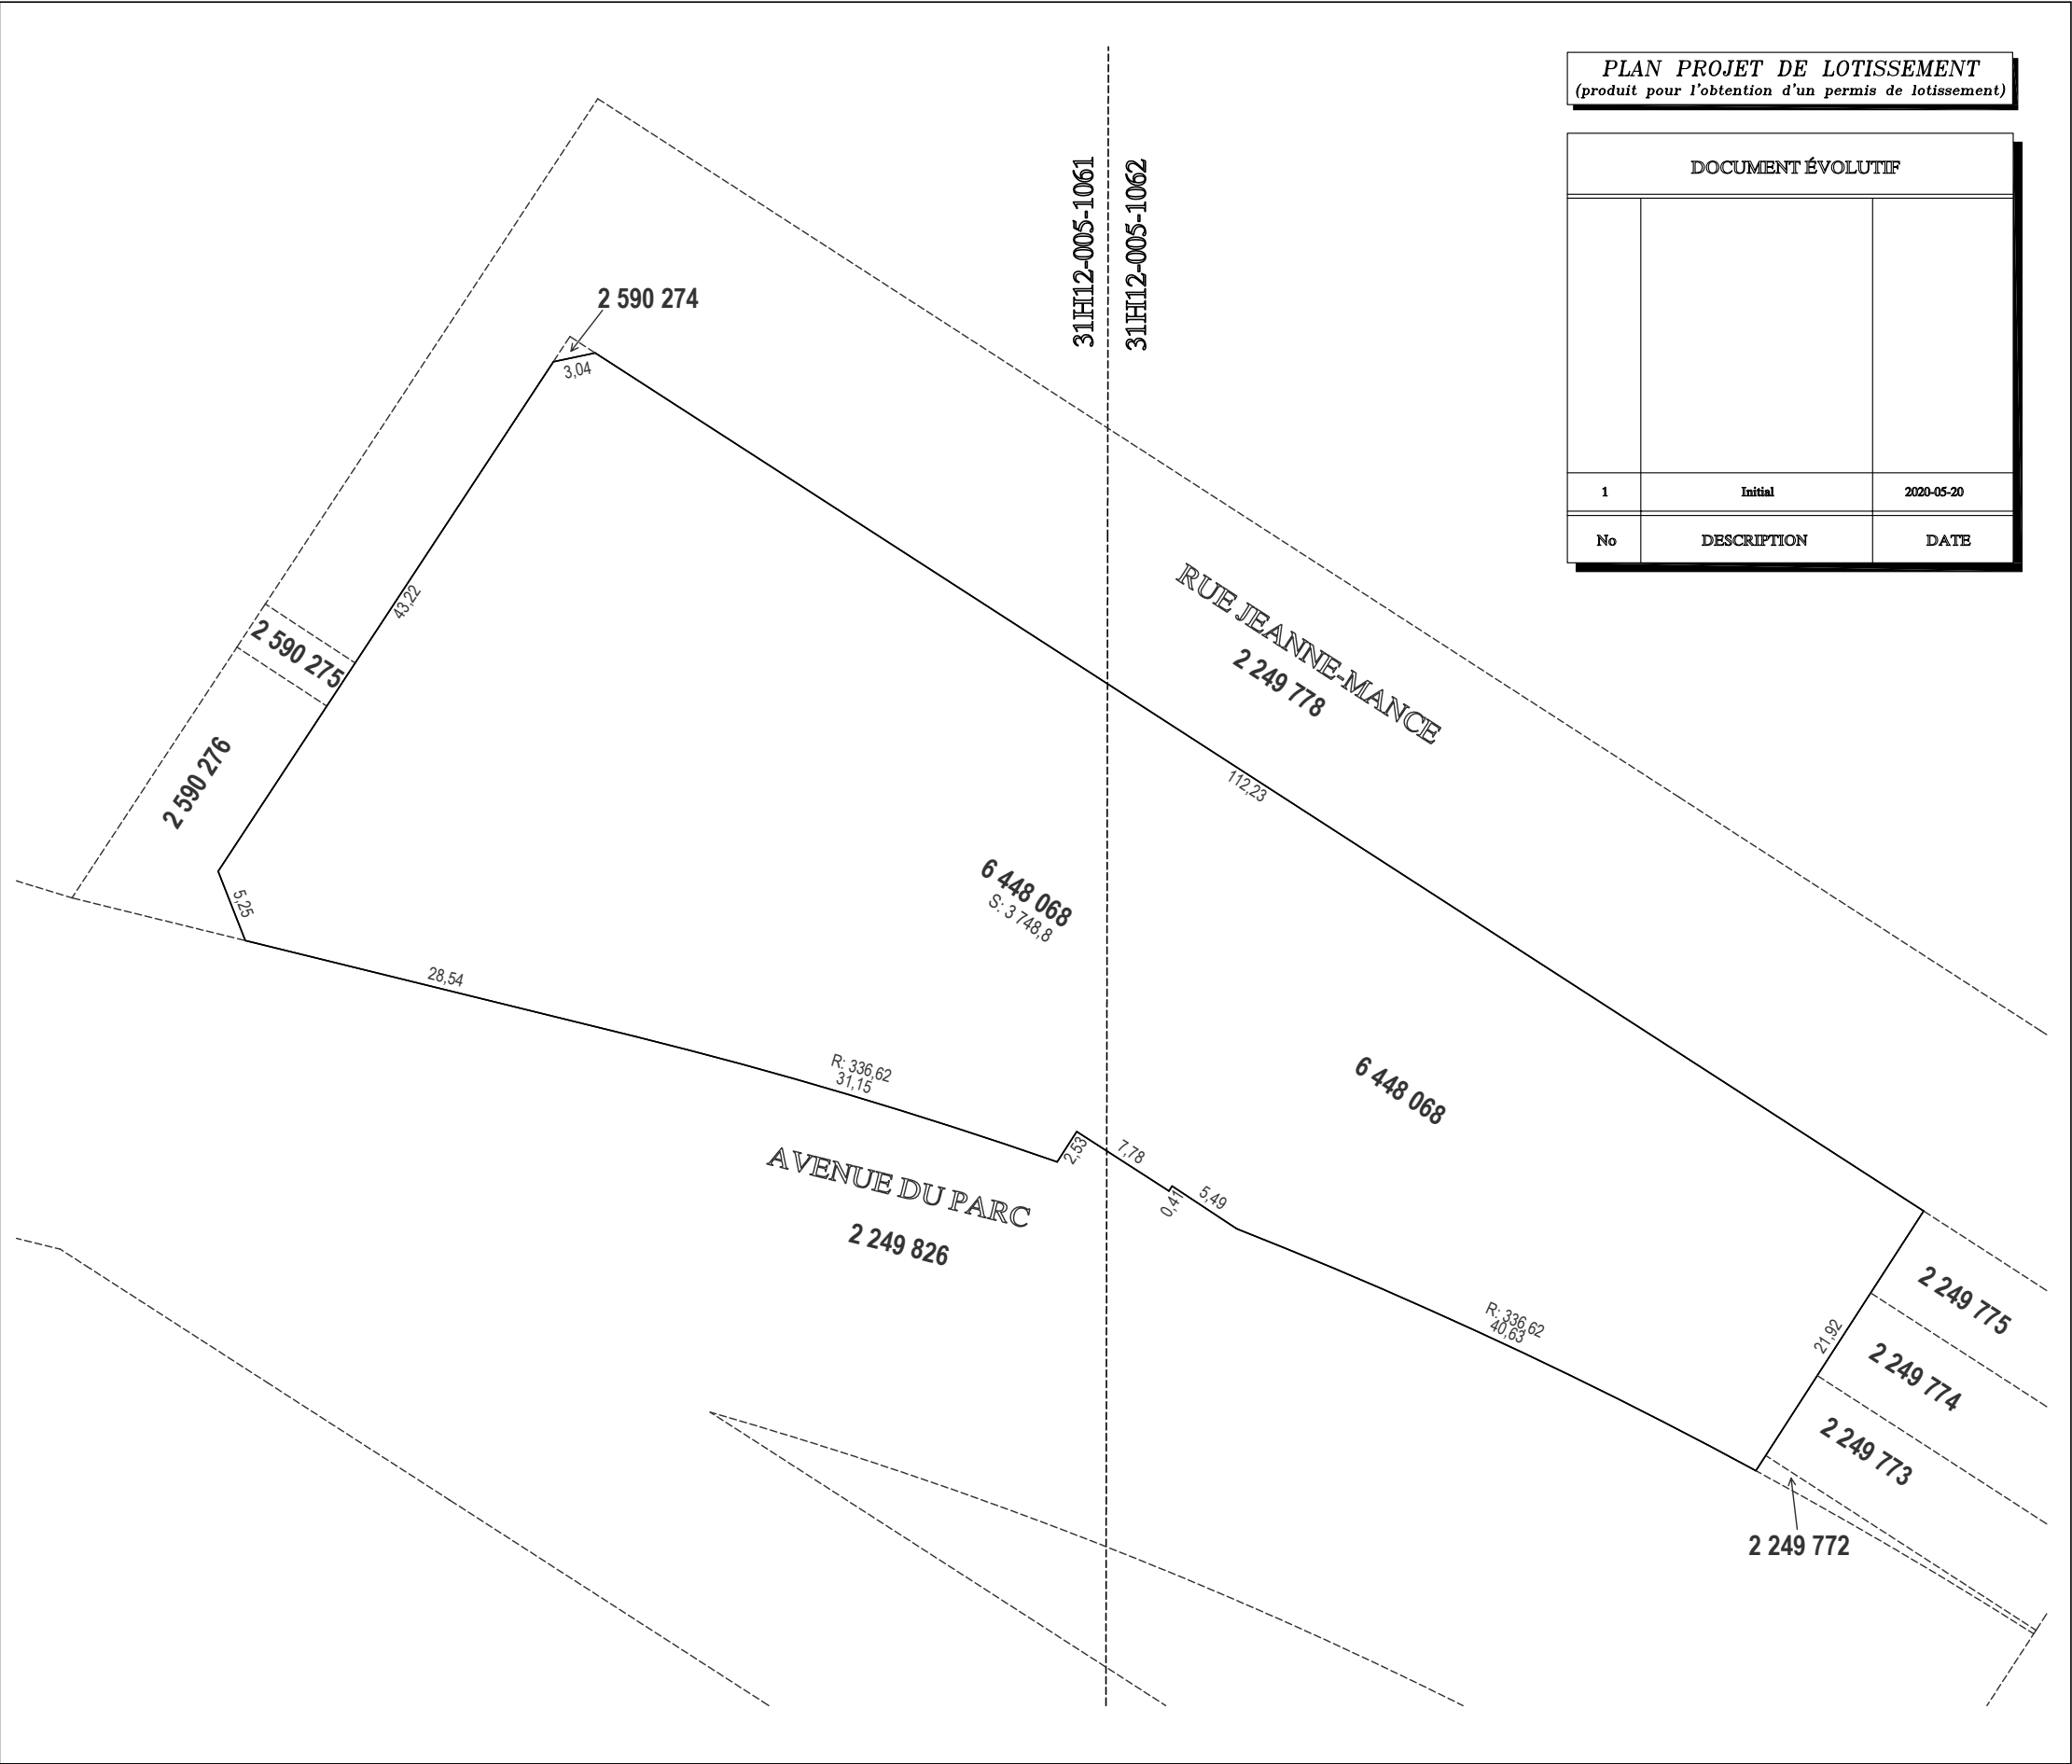 PLAN PROJET DE LOTISSEMENT
(produit pour l'obtention d'un permis de lotissement)
DOCUMENT ÉVOLUTIF
1 Initial 2020-05-20
No DESCRIPTION DATE
31H12-005-1061
31H12-005-1062
2 590 274
3,04
43,22
2 590 275
2 590 276
RUE JEANNE-MANCE
2 249 778
112,23
5,25
6 448 068
S: 3 748,8
28,54
R: 336,62
31,15
6 448 068
2,53
7,78
0,41
5,49
AVENUE DU PARC
2 249 826
R: 336,62
40,63
21,92
2 249 775
2 249 774
2 249 773
2 249 772